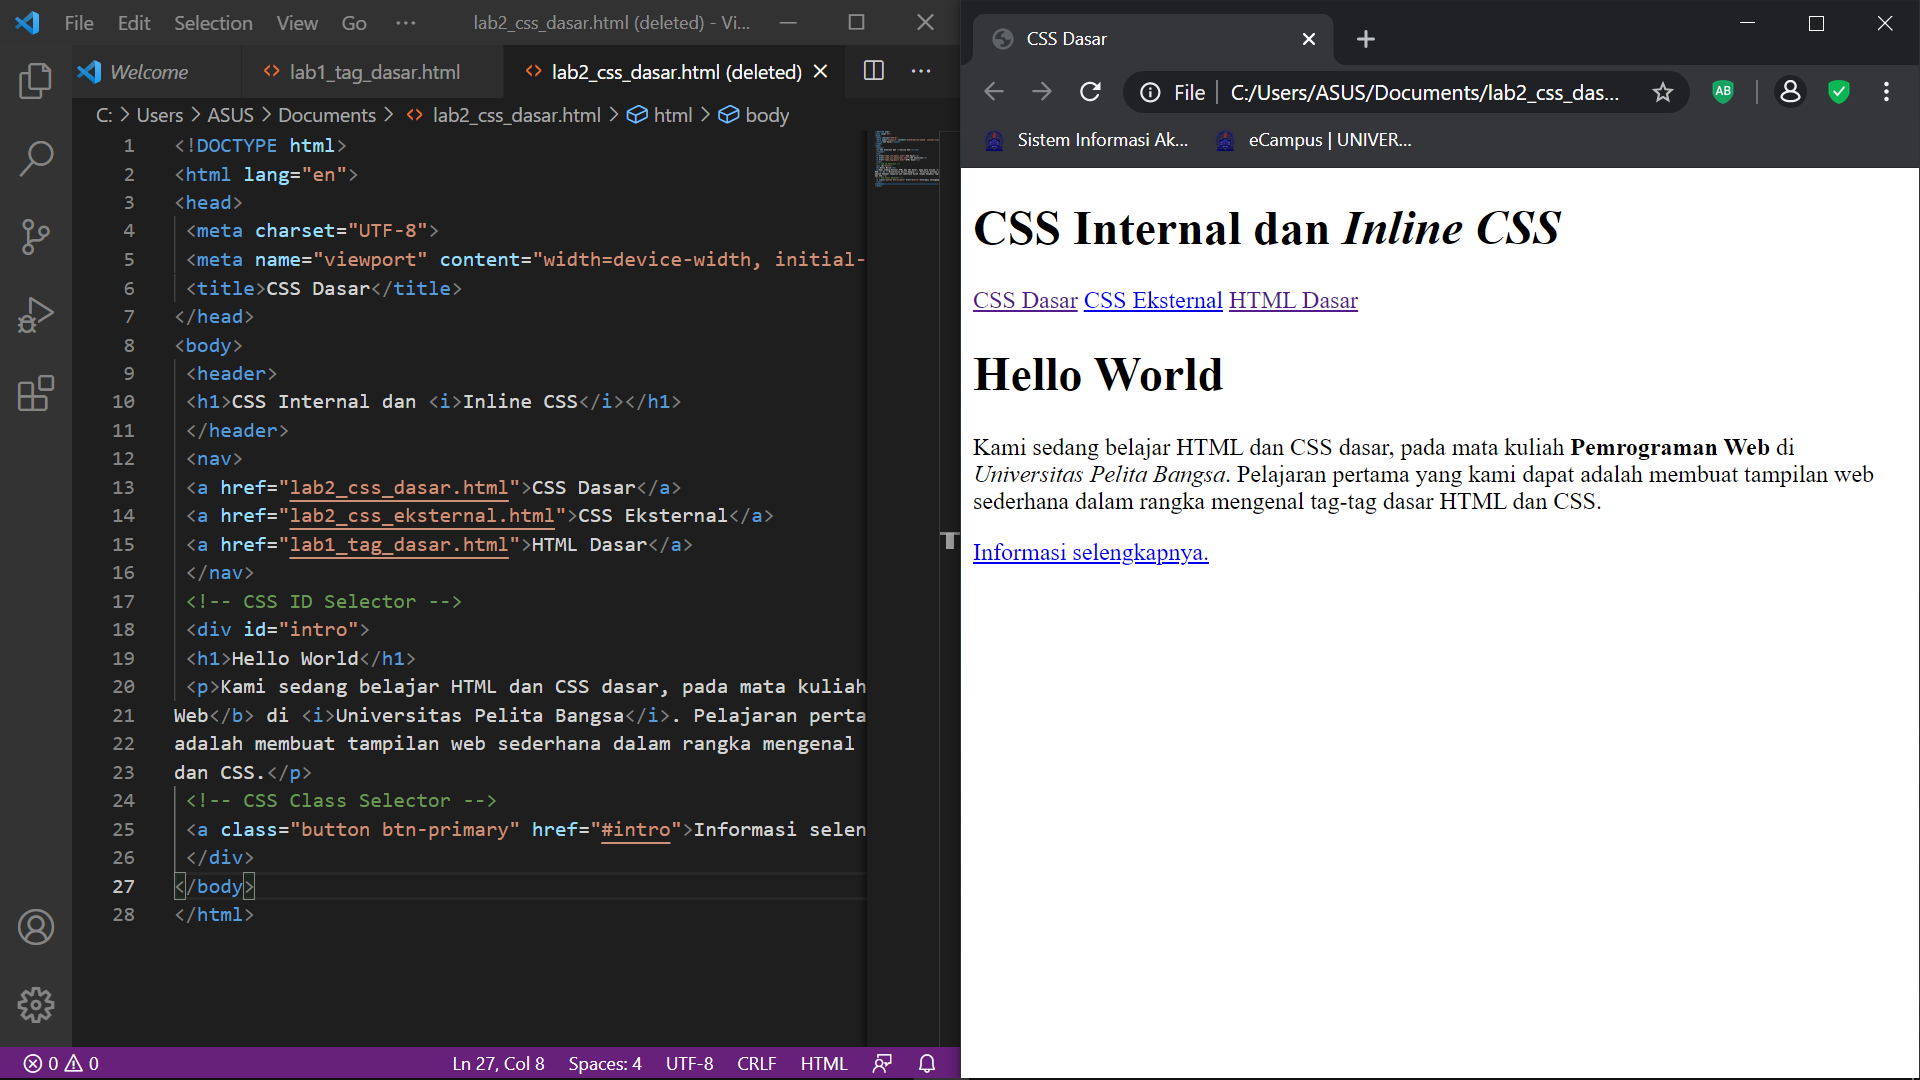 File Edit Selection View Go ··· lab2_css_dasar.html (deleted) - Vi...
Welcome lab1_tag_dasar.html lab2_css_dasar.html (deleted)
C: > Users > ASUS > Documents > lab2_css_dasar.html > html > body
1 <!DOCTYPE html>
2 <html lang="en">
3 <head>
4 <meta charset="UTF-8">
5 <meta name="viewport" content="width=device-width, initial-
6 <title>CSS Dasar</title>
7 </head>
8 <body>
9 <header>
10 <h1>CSS Internal dan <i>Inline CSS</i></h1>
11 </header>
12 <nav>
13 <a href="lab2_css_dasar.html">CSS Dasar</a>
14 <a href="lab2_css_eksternal.html">CSS Eksternal</a>
15 <a href="lab1_tag_dasar.html">HTML Dasar</a>
16 </nav>
17 <!-- CSS ID Selector -->
18 <div id="intro">
19 <h1>Hello World</h1>
20 <p>Kami sedang belajar HTML dan CSS dasar, pada mata kuliah
21 Web</b> di <i>Universitas Pelita Bangsa</i>. Pelajaran perta
22 adalah membuat tampilan web sederhana dalam rangka mengenal
23 dan CSS.</p>
24 <!-- CSS Class Selector -->
25 <a class="button btn-primary" href="#intro">Informasi selen
26 </div>
27 </body>
28 </html>
0 0 Ln 27, Col 8 Spaces: 4 UTF-8 CRLF HTML
CSS Dasar
File | C:/Users/ASUS/Documents/lab2_css_das... AB
Sistem Informasi Ak... eCampus | UNIVER...
CSS Internal dan Inline CSS
CSS Dasar CSS Eksternal HTML Dasar
Hello World
Kami sedang belajar HTML dan CSS dasar, pada mata kuliah Pemrograman Web di
Universitas Pelita Bangsa. Pelajaran pertama yang kami dapat adalah membuat tampilan web
sederhana dalam rangka mengenal tag-tag dasar HTML dan CSS.
Informasi selengkapnya.